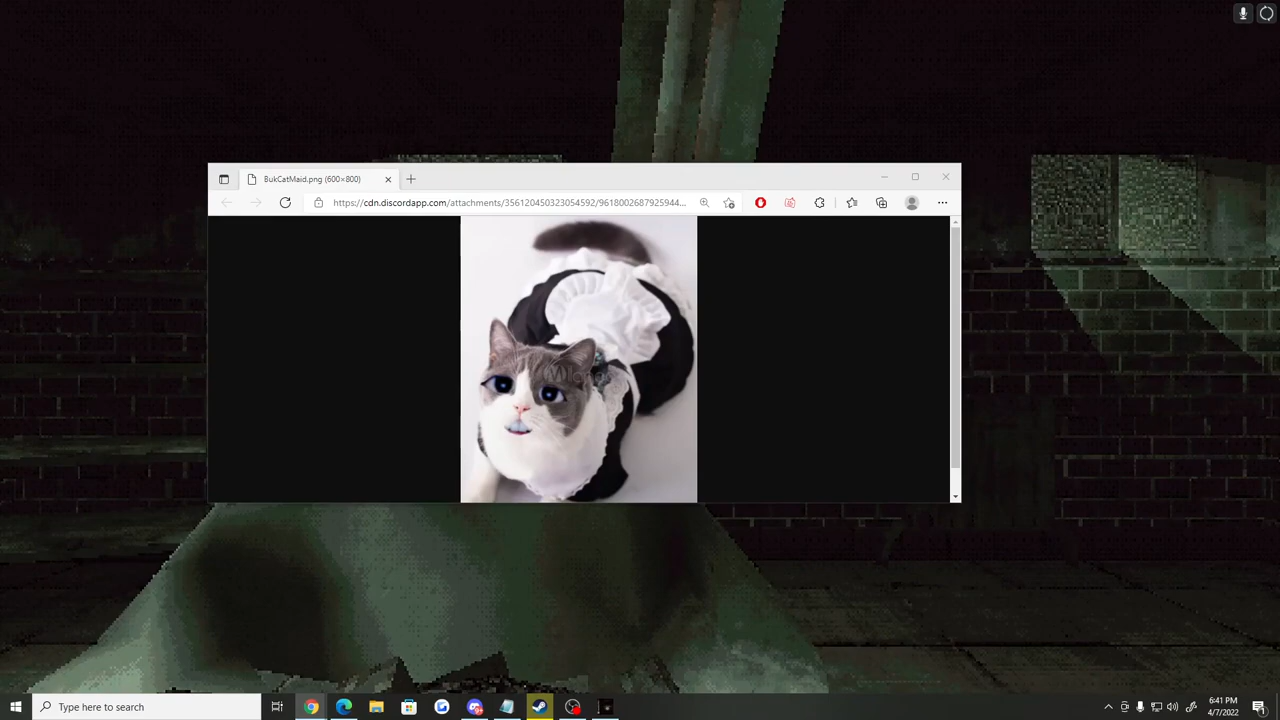 BukCatMaid.png (600×800)
https://cdn.discordapp.com/attachments/356120450323054592/9618002687925944...
Type here to search
6:41 PM
4/7/2022
1